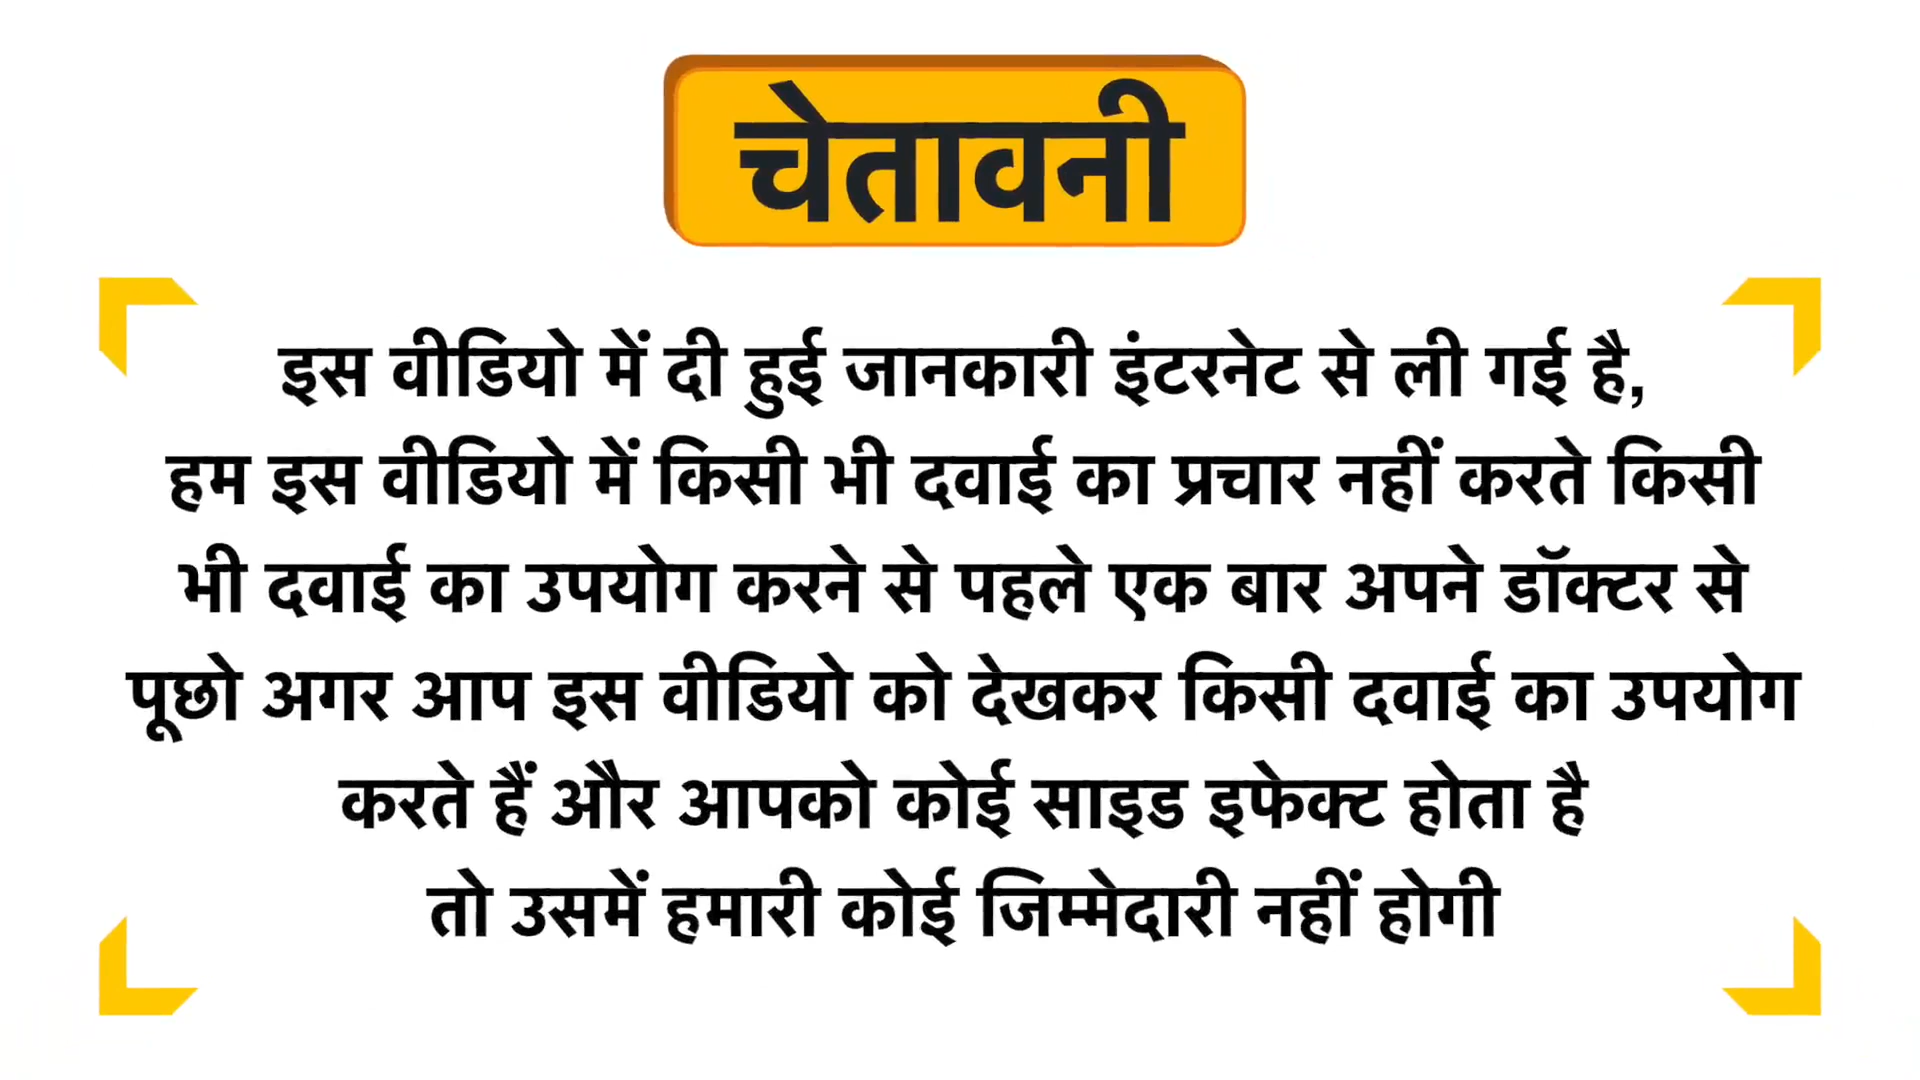 चेतावनी
इस वीडियो में दी हुई जानकारी इंटरनेट से ली गई है,
हम इस वीडियो में किसी भी दवाई का प्रचार नहीं करते किसी
भी दवाई का उपयोग करने से पहले एक बार अपने डॉक्टर से
पूछो अगर आप इस वीडियो को देखकर किसी दवाई का उपयोग
करते हैं और आपको कोई साइड इफेक्ट होता है
तो उसमें हमारी कोई जिम्मेदारी नहीं होगी